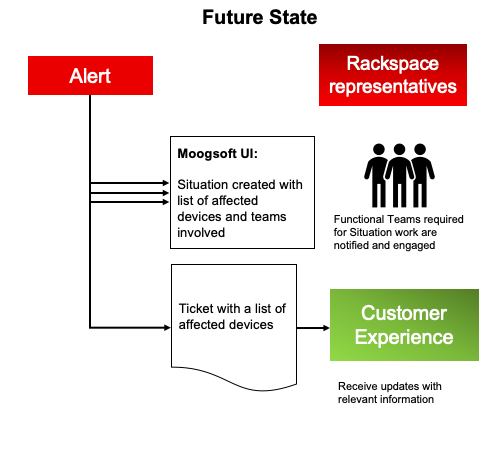 Future State
Alert
Rackspace
representatives
Moogsoft UI:
Situation created with
list of affected
devices and teams
involved
Functional Teams required
for Situation work are
notified and engaged
Ticket with a list of
affected devices
Customer
Experience
Receive updates with
relevant information